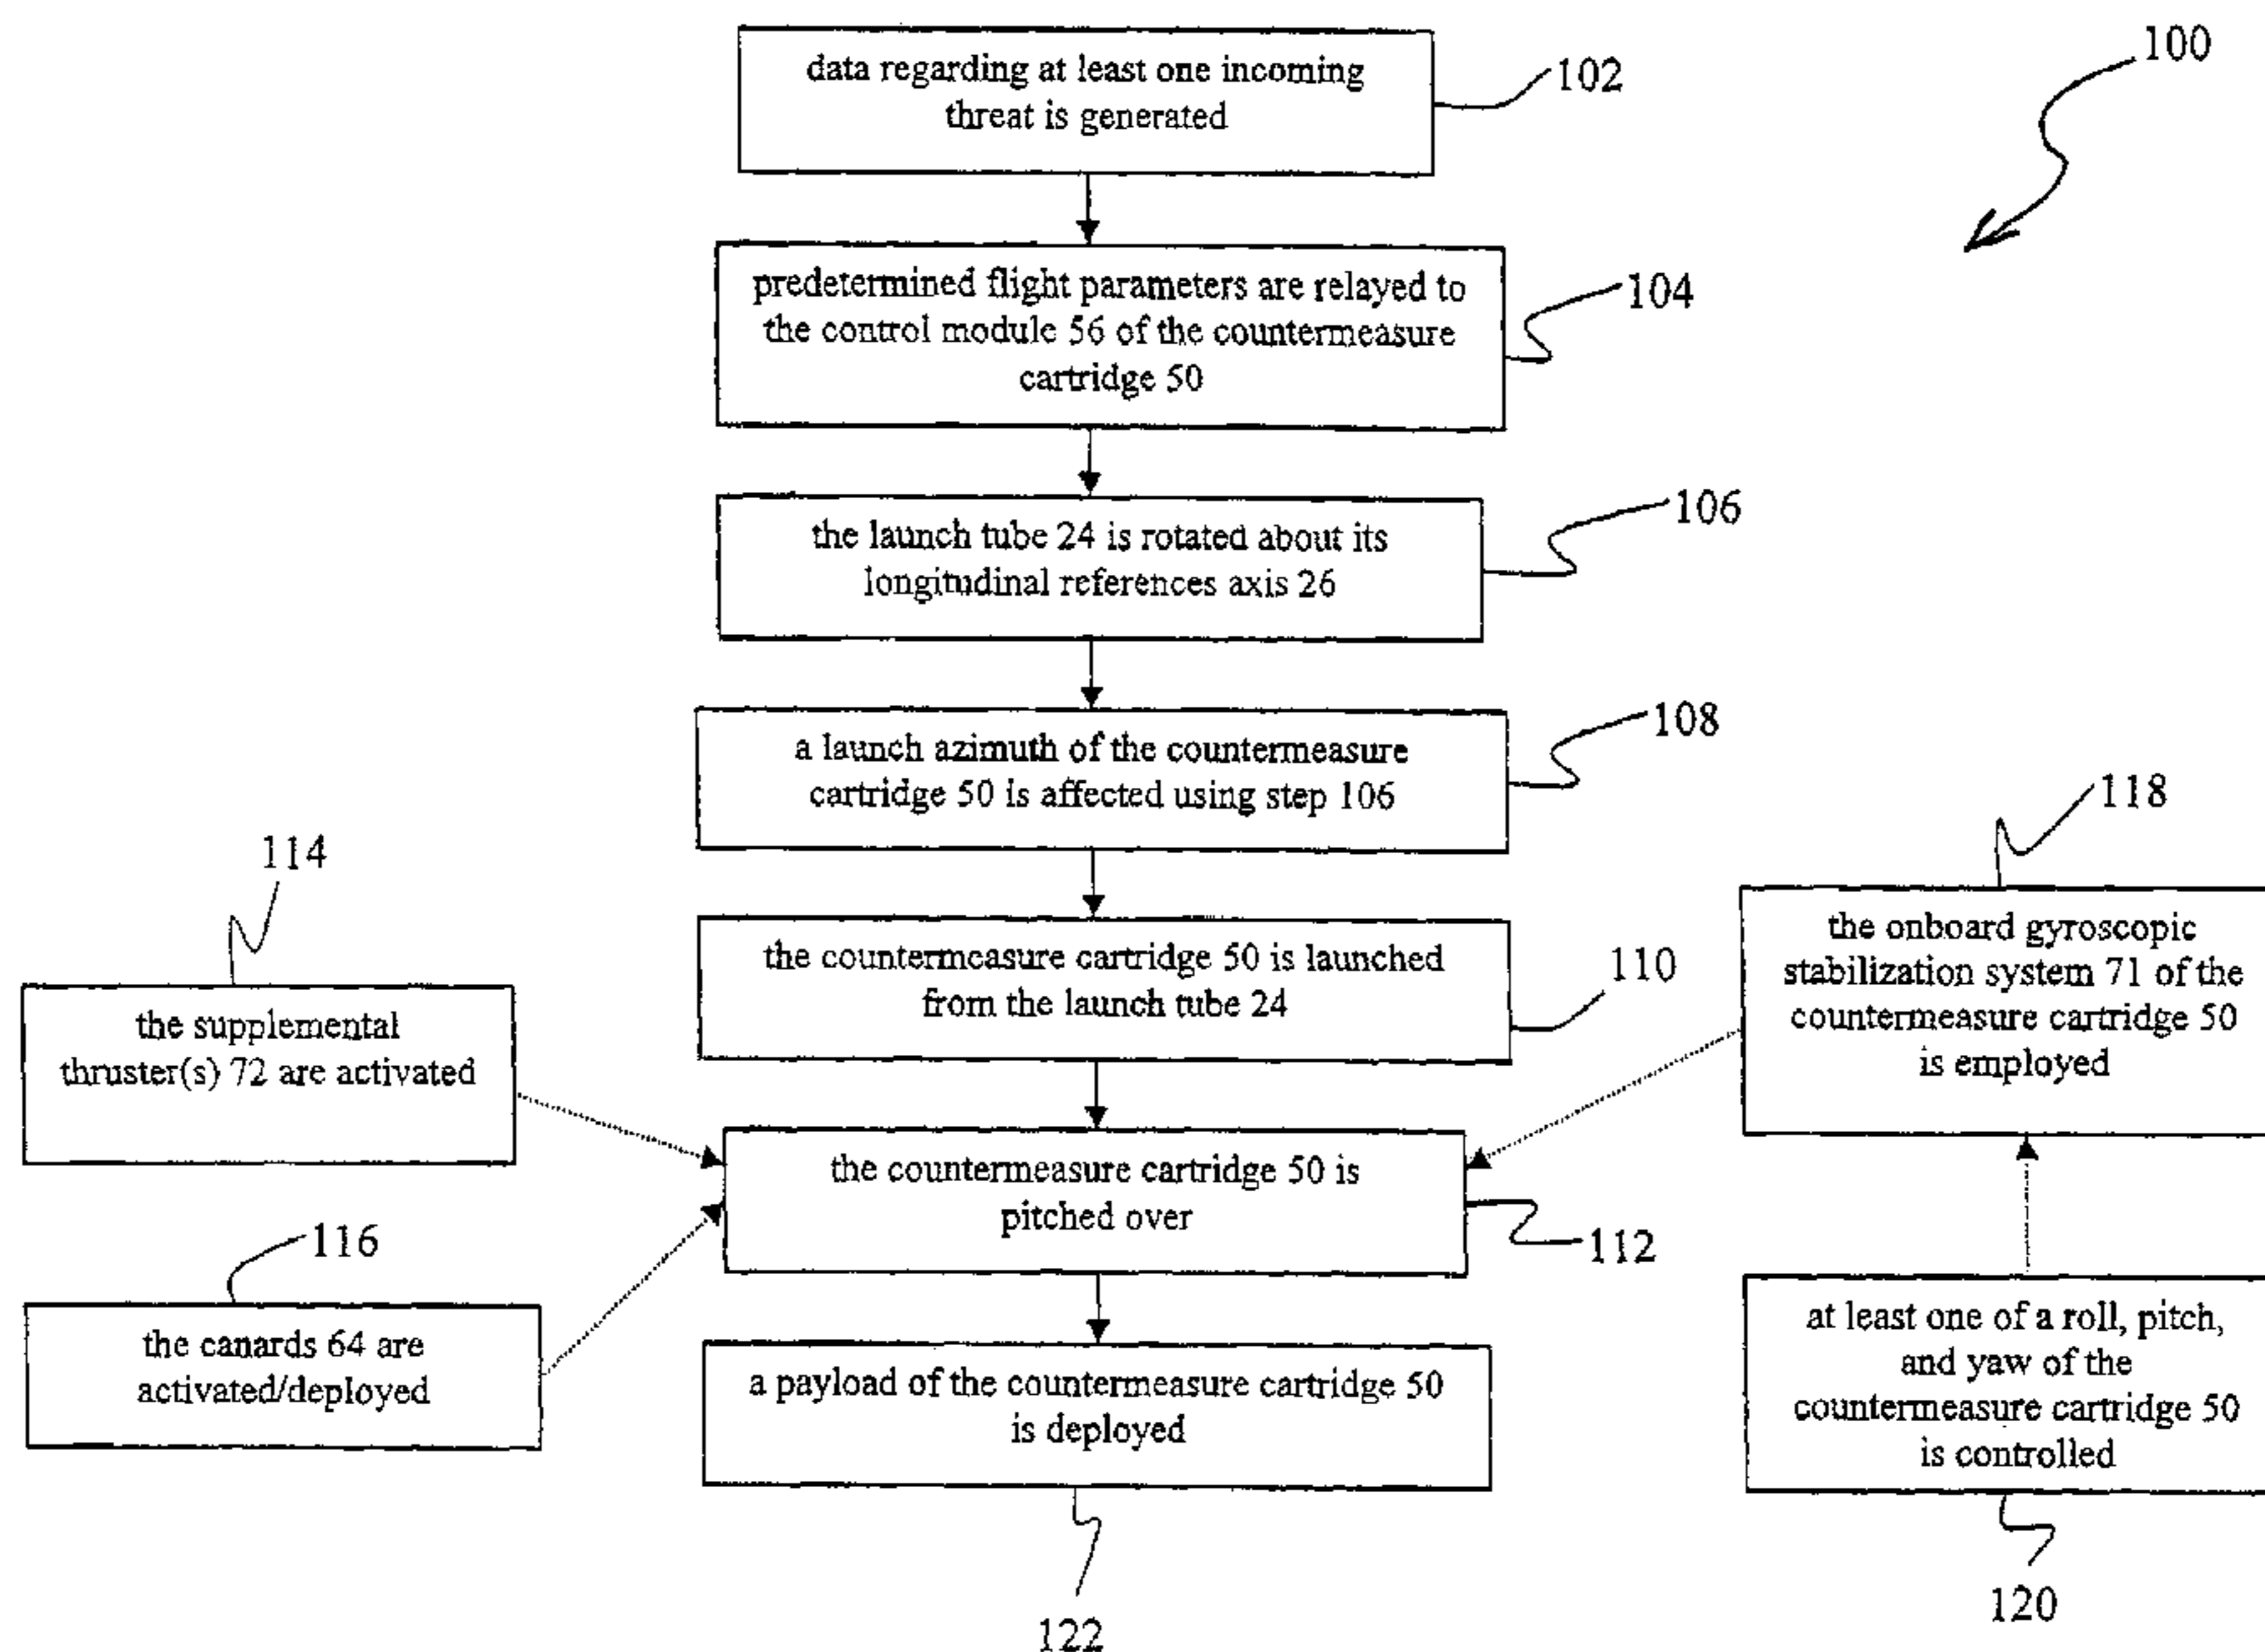 100
data regarding at least one incoming
threat is generated
102
predetermined flight parameters are relayed to
the control module 56 of the countermeasure
cartridge 50
104
the launch tube 24 is rotated about its
longitudinal references axis 26
106
a launch azimuth of the countermeasure
cartridge 50 is affected using step 106
108
the countermeasure cartridge 50 is launched
from the launch tube 24
110
114
the supplemental
thruster(s) 72 are activated
118
the onboard gyroscopic
stabilization system 71 of the
countermeasure cartridge 50
is employed
the countermeasure cartridge 50 is
pitched over
112
116
the canards 64 are
activated/deployed
a payload of the countermeasure cartridge 50
is deployed
122
at least one of a roll, pitch,
and yaw of the
countermeasure cartridge 50
is controlled
120